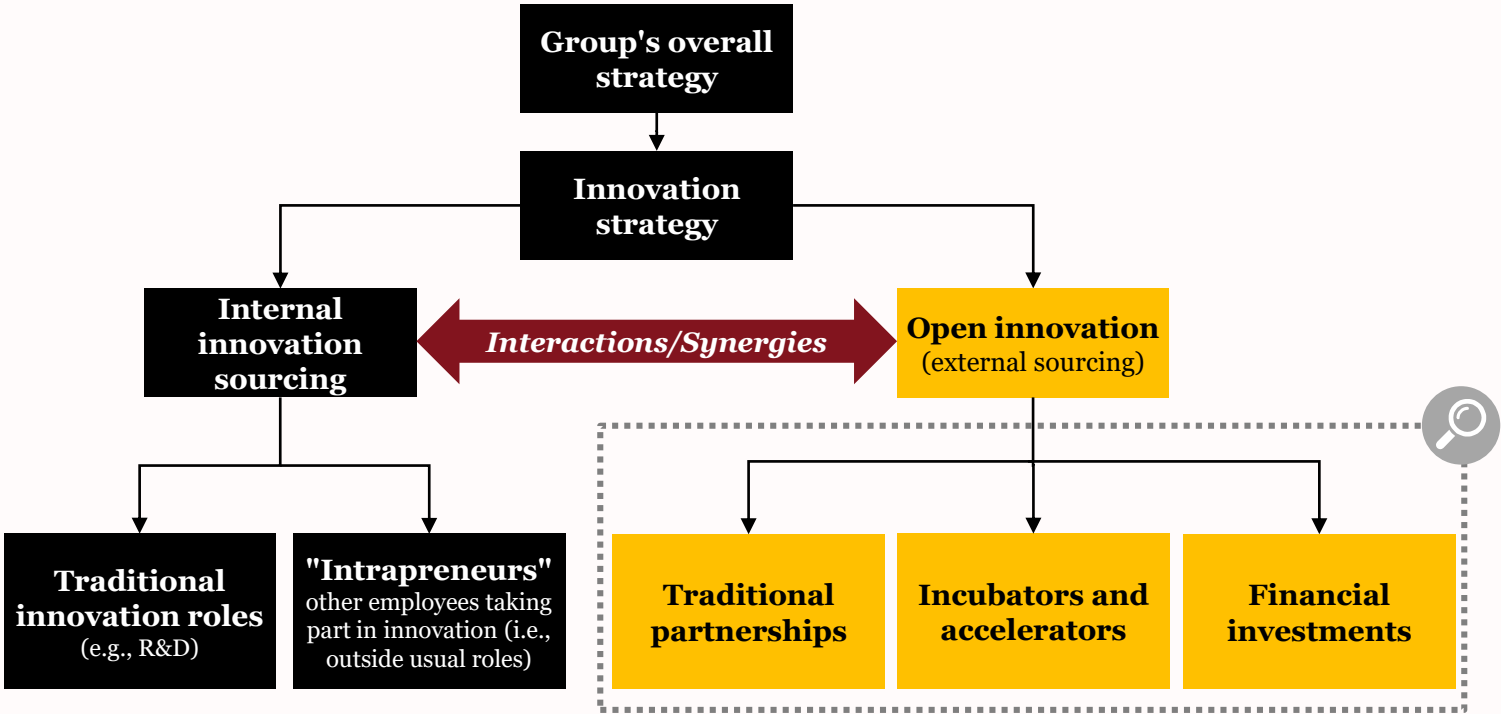 Group's overall
strategy
Innovation
strategy
Internal
innovation
sourcing
Interactions/Synergies
Open innovation
(external sourcing)
Traditional
innovation roles
(e.g., R&D)
"Intrapreneurs"
other employees taking
part in innovation (i.e.,
outside usual roles)
Traditional
partnerships
Incubators and
accelerators
Financial
investments